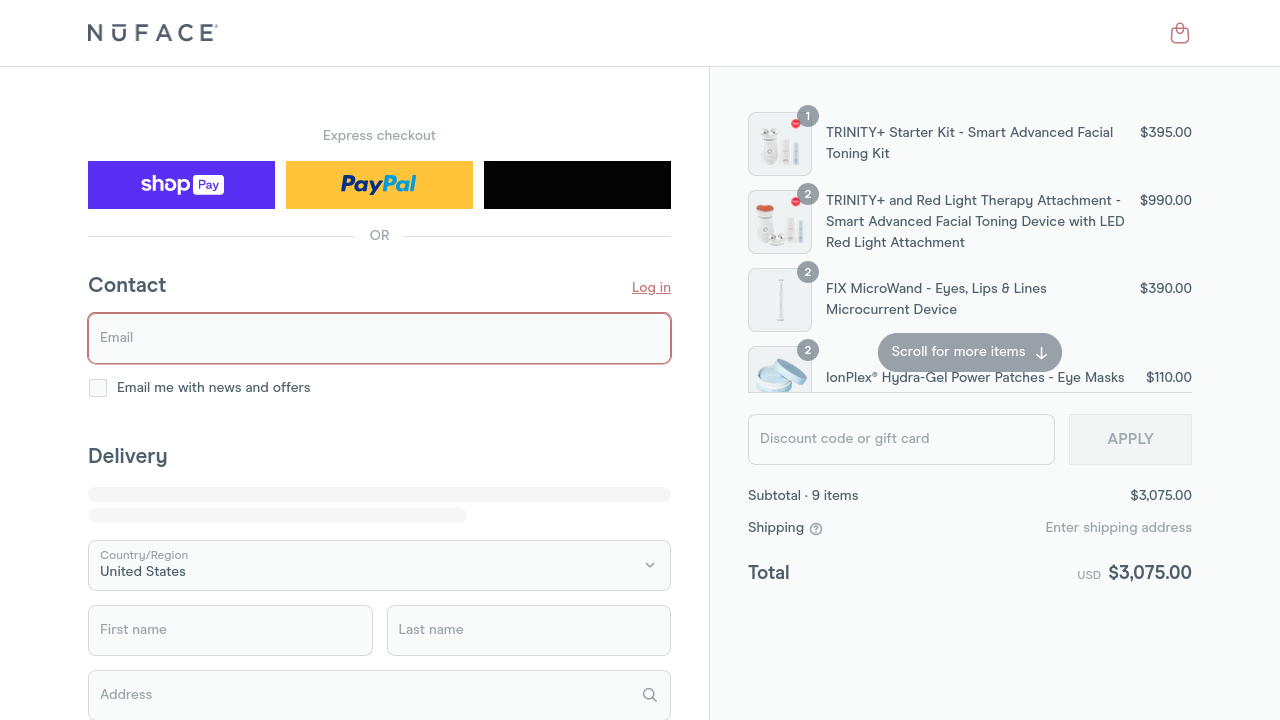 NŪFACE®
Express checkout
shop Pay
PayPal
OR
Contact
Log in
Email
Email me with news and offers
Delivery
Country/Region
United States
First name
Last name
Address
1
TRINITY+ Starter Kit - Smart Advanced Facial
Toning Kit
$395.00
2
TRINITY+ and Red Light Therapy Attachment -
Smart Advanced Facial Toning Device with LED
Red Light Attachment
$990.00
2
FIX MicroWand - Eyes, Lips & Lines
Microcurrent Device
$390.00
Scroll for more items
2
IonPlex® Hydra-Gel Power Patches - Eye Masks
$110.00
Discount code or gift card
APPLY
Subtotal · 9 items
$3,075.00
Shipping
Enter shipping address
Total
USD $3,075.00